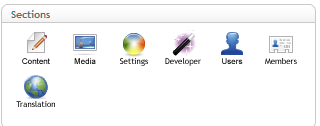 Sections
Content Media Settings Developer Users Members
Translation